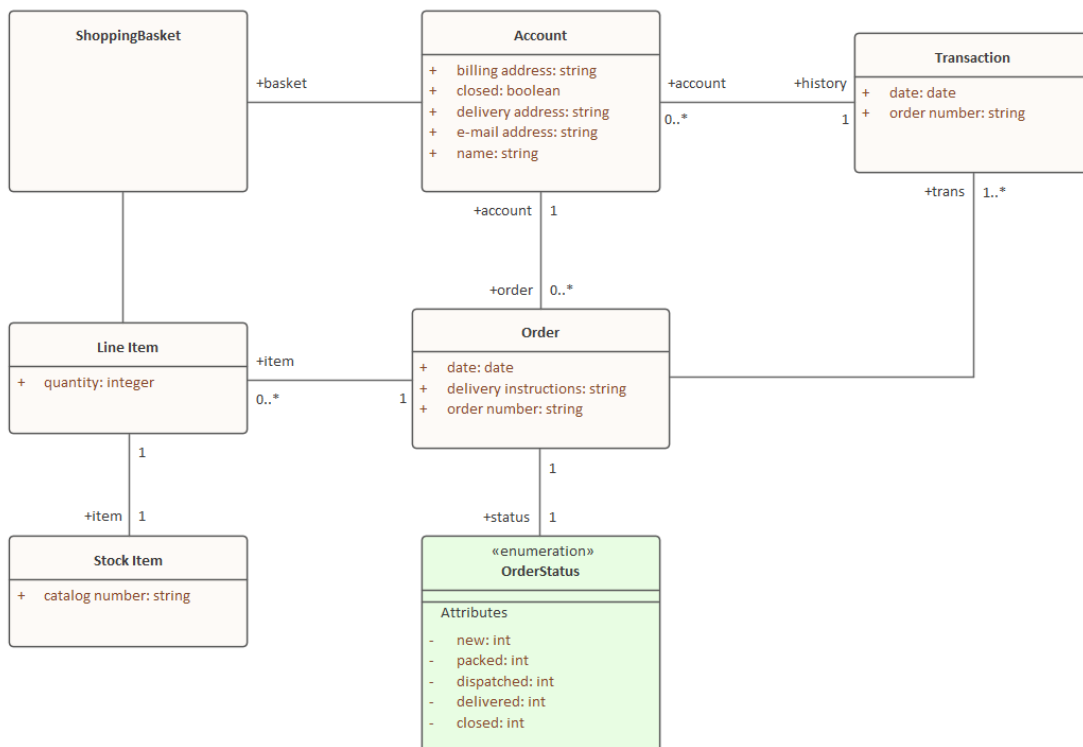 ShoppingBasket
+basket
Account
+ billing address: string
+ closed: boolean
+ delivery address: string
+ e-mail address: string
+ name: string
+account
0..*
+history
1
Transaction
+ date: date
+ order number: string
+trans
1..*
+account
1
+order
0..*
Line Item
+ quantity: integer
+item
0..*
1
Order
+ date: date
+ delivery instructions: string
+ order number: string
1
+item
1
Stock Item
+ catalog number: string
1
+status
1
«enumeration»
OrderStatus
Attributes
- new: int
- packed: int
- dispatched: int
- delivered: int
- closed: int